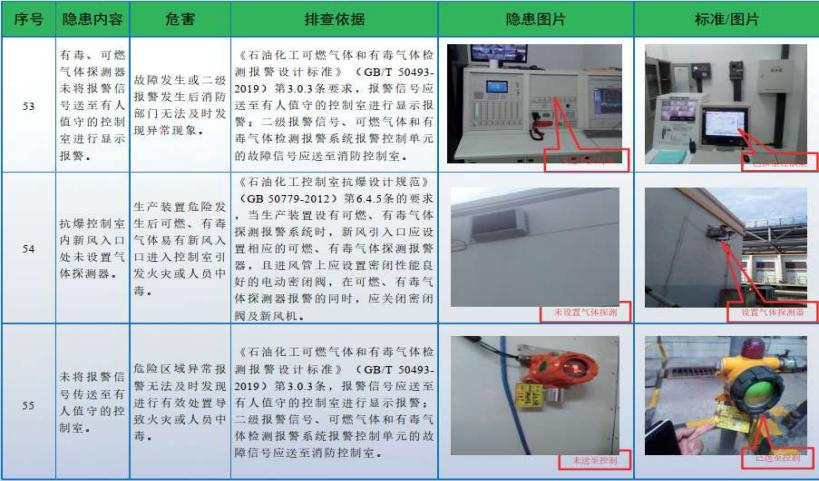 序号 隐患内容 危害 排查依据 隐患图片 标准/图片
53
有毒、可燃
气体探测器
未将报警信
号送至有人
值守的控制
室进行显示
报警。
故障发生或二级
报警发生后消防
部门无法及时发
现异常现象。
《石油化工可燃气体和有毒气体检
测报警设计标准》（GB/T 50493-
2019）第3.0.3条要求，报警信号应
送至有人值守的控制室进行显示报
警；二级报警信号、可燃气体和有
毒气体检测报警系统报警控制单元
的故障信号应送至消防控制室。
54
抗爆控制室
内新风入口
处未设置气
体探测器。
生产装置危险发
生后可燃、有毒
气体易有新风入
口进入控制室引
发火灾或人员中
毒。
《石油化工控制室抗爆设计规范》
（GB 50779-2012）第6.4.5条的要求
，当生产装置设有可燃、有毒气体
探测报警系统时，新风引入口应设
置相应的可燃、有毒气体探测报警
器，且进风管上应设置密闭性能良
好的电动密闭阀，在可燃、有毒气
体探测器报警的同时，应关闭密闭
阀及新风机。
未设置气体探测
设置气体探测器
55
未将报警信
号传送至有
人值守的控
制室。
危险区域异常报
警无法及时发现
进行有效处置导
致火灾或人员中
毒。
《石油化工可燃气体和有毒气体检
测报警设计标准》（GB/T 50493-
2019）第3.0.3条，报警信号应送至
有人值守的控制室进行显示报警；
二级报警信号、可燃气体和有毒气
体检测报警系统报警控制单元的故
障信号应送至消防控制室。
未送至控制
已送至控制